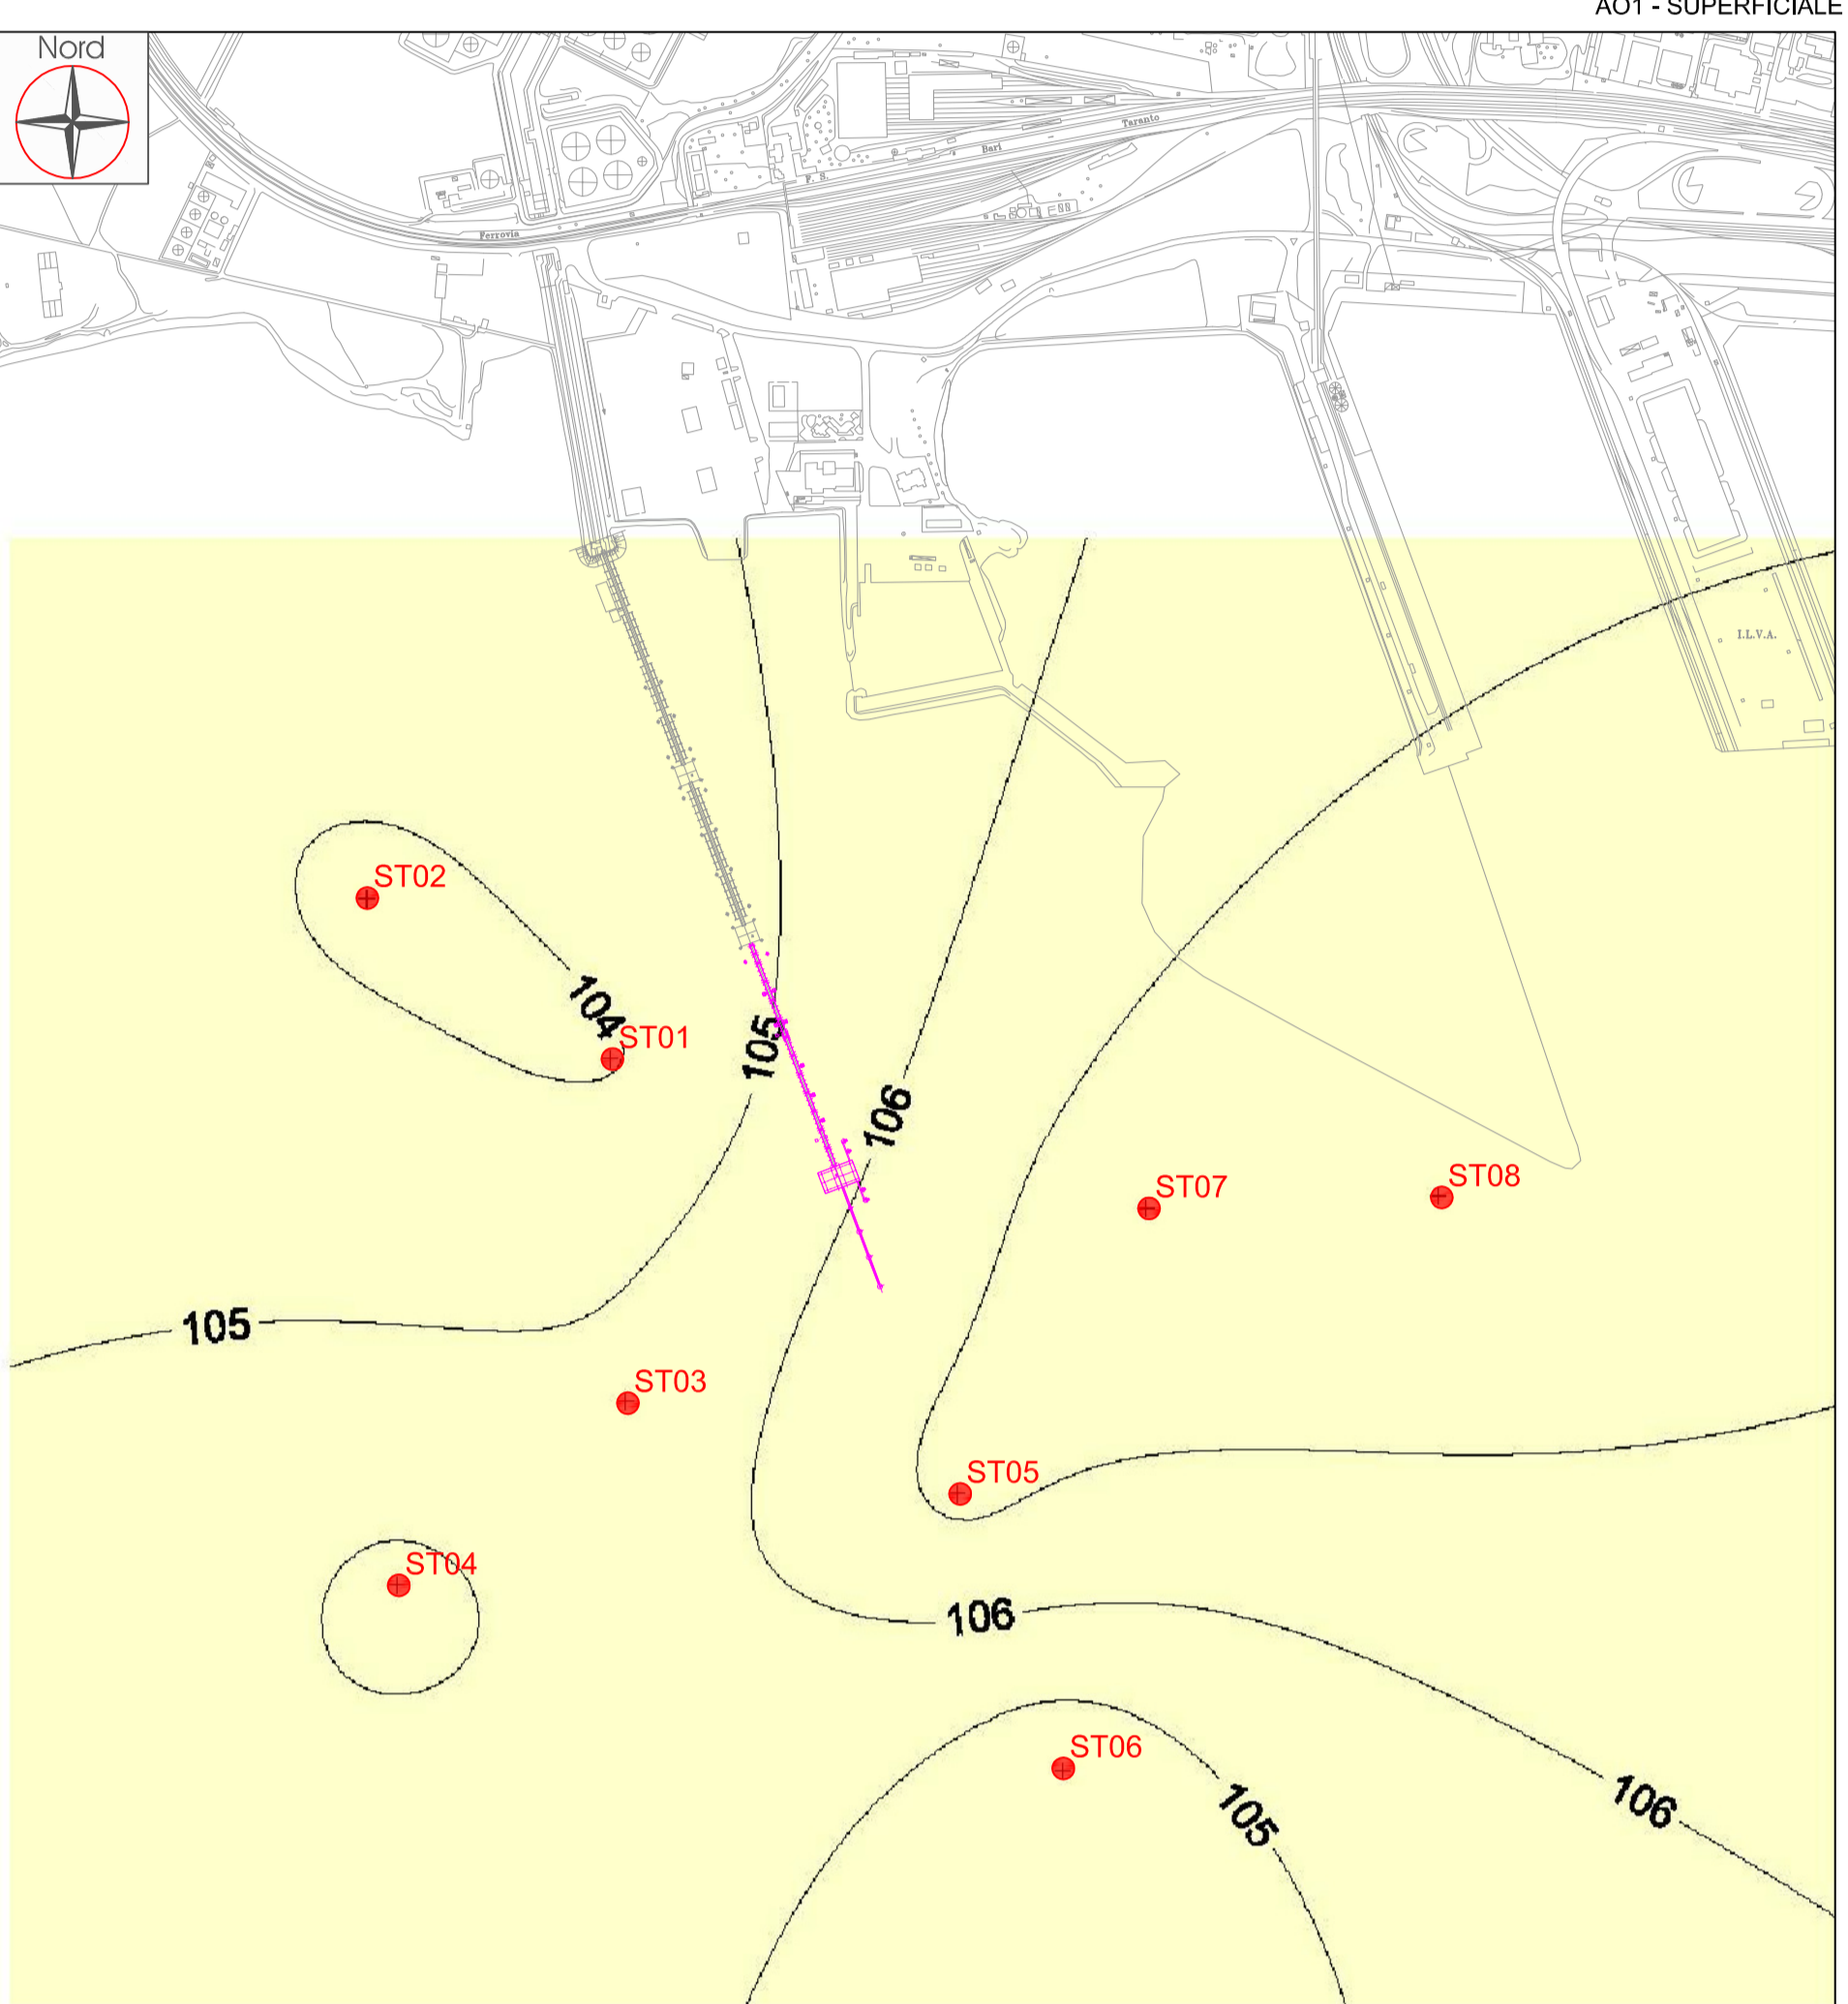 AO1 - SUPERFICIALE
Nord
Taranto
Bari
P. S.
Ferrovia
I.L.V.A.
ST02
104
ST01
105
106
ST07
ST08
105
ST03
ST05
ST04
106
ST06
105
106